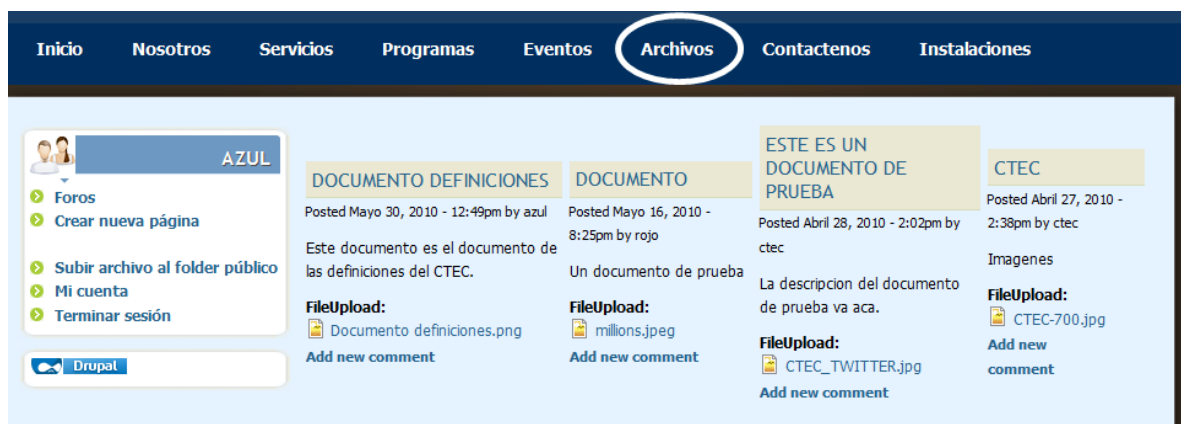 Inicio Nosotros Servicios Programas Eventos Archivos Contactenos Instalaciones
AZUL
Foros
Crear nueva página
Subir archivo al folder público
Mi cuenta
Terminar sesión
Drupal
DOCUMENTO DEFINICIONES
Posted Mayo 30, 2010 - 12:49pm by azul
Este documento es el documento de
las definiciones del CTEC.
FileUpload:
Documento definiciones.png
Add new comment
DOCUMENTO
Posted Mayo 16, 2010 -
8:25pm by rojo
Un documento de prueba
FileUpload:
millions.jpeg
Add new comment
ESTE ES UN
DOCUMENTO DE
PRUEBA
Posted Abril 28, 2010 - 2:02pm by
ctec
La descripcion del documento
de prueba va aca.
FileUpload:
CTEC_TWITTER.jpg
Add new comment
CTEC
Posted Abril 27, 2010 -
2:38pm by ctec
Imagenes
FileUpload:
CTEC-700.jpg
Add new
comment